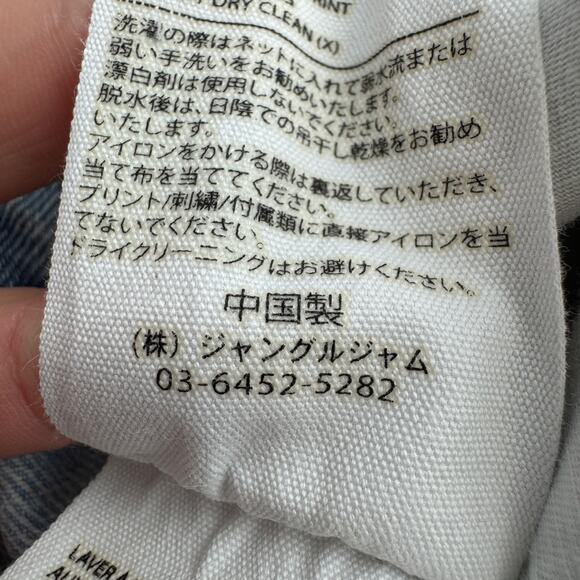 PRINT
DRY CLEAN (X)
洗濯の際はネットに入れて弱水流または
弱い手洗いをお勧めいたします。
漂白剤は使用しないでください。
脱水後は、日陰での吊干し乾燥をお勧め
いたします。
アイロンをかける際は裏返していただき、
当て布を当ててください。
プリント/刺繍/付属類に直接アイロンを当
てないでください。
ドライクリーニングはお避けください。
中国製
(株) ジャングルジャム
03-6452-5282
LAVER A